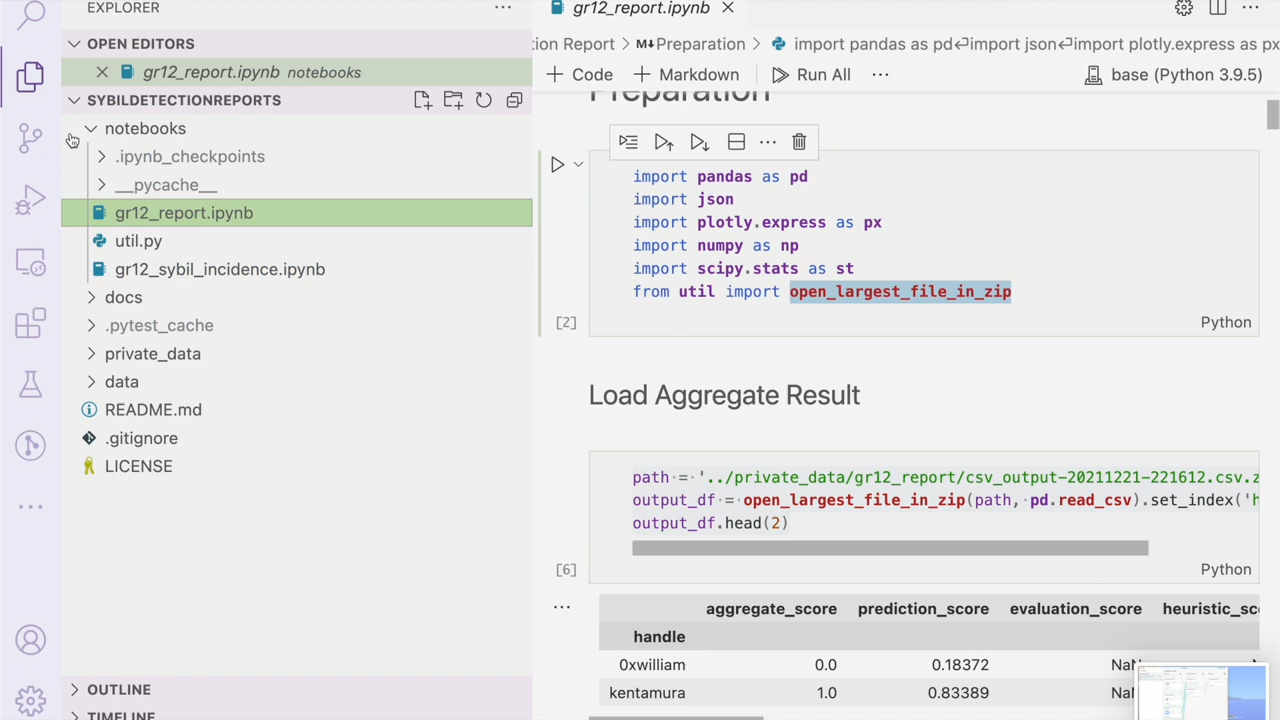 EXPLORER
OPEN EDITORS
gr12_report.ipynb notebooks
SYBILDETECTIONREPORTS
notebooks
.ipynb_checkpoints
__pycache__
gr12_report.ipynb
util.py
gr12_sybil_incidence.ipynb
docs
.pytest_cache
private_data
data
README.md
.gitignore
LICENSE
OUTLINE
TIMELINE
gr12_report.ipynb
tion Report > M↓Preparation > import pandas as pd↵import json↵import plotly.express as px
Code Markdown Run All ... base (Python 3.9.5)
Preparation
import pandas as pd
import json
import plotly.express as px
import numpy as np
import scipy.stats as st
from util import open_largest_file_in_zip
[2] Python
Load Aggregate Result
path = '../private_data/gr12_report/csv_output-20211221-221612.csv.z
output_df = open_largest_file_in_zip(path, pd.read_csv).set_index('h
output_df.head(2)
[6] Python
aggregate_score prediction_score evaluation_score heuristic_sc
handle
0xwilliam 0.0 0.18372 NaN
kentamura 1.0 0.83389 NaN